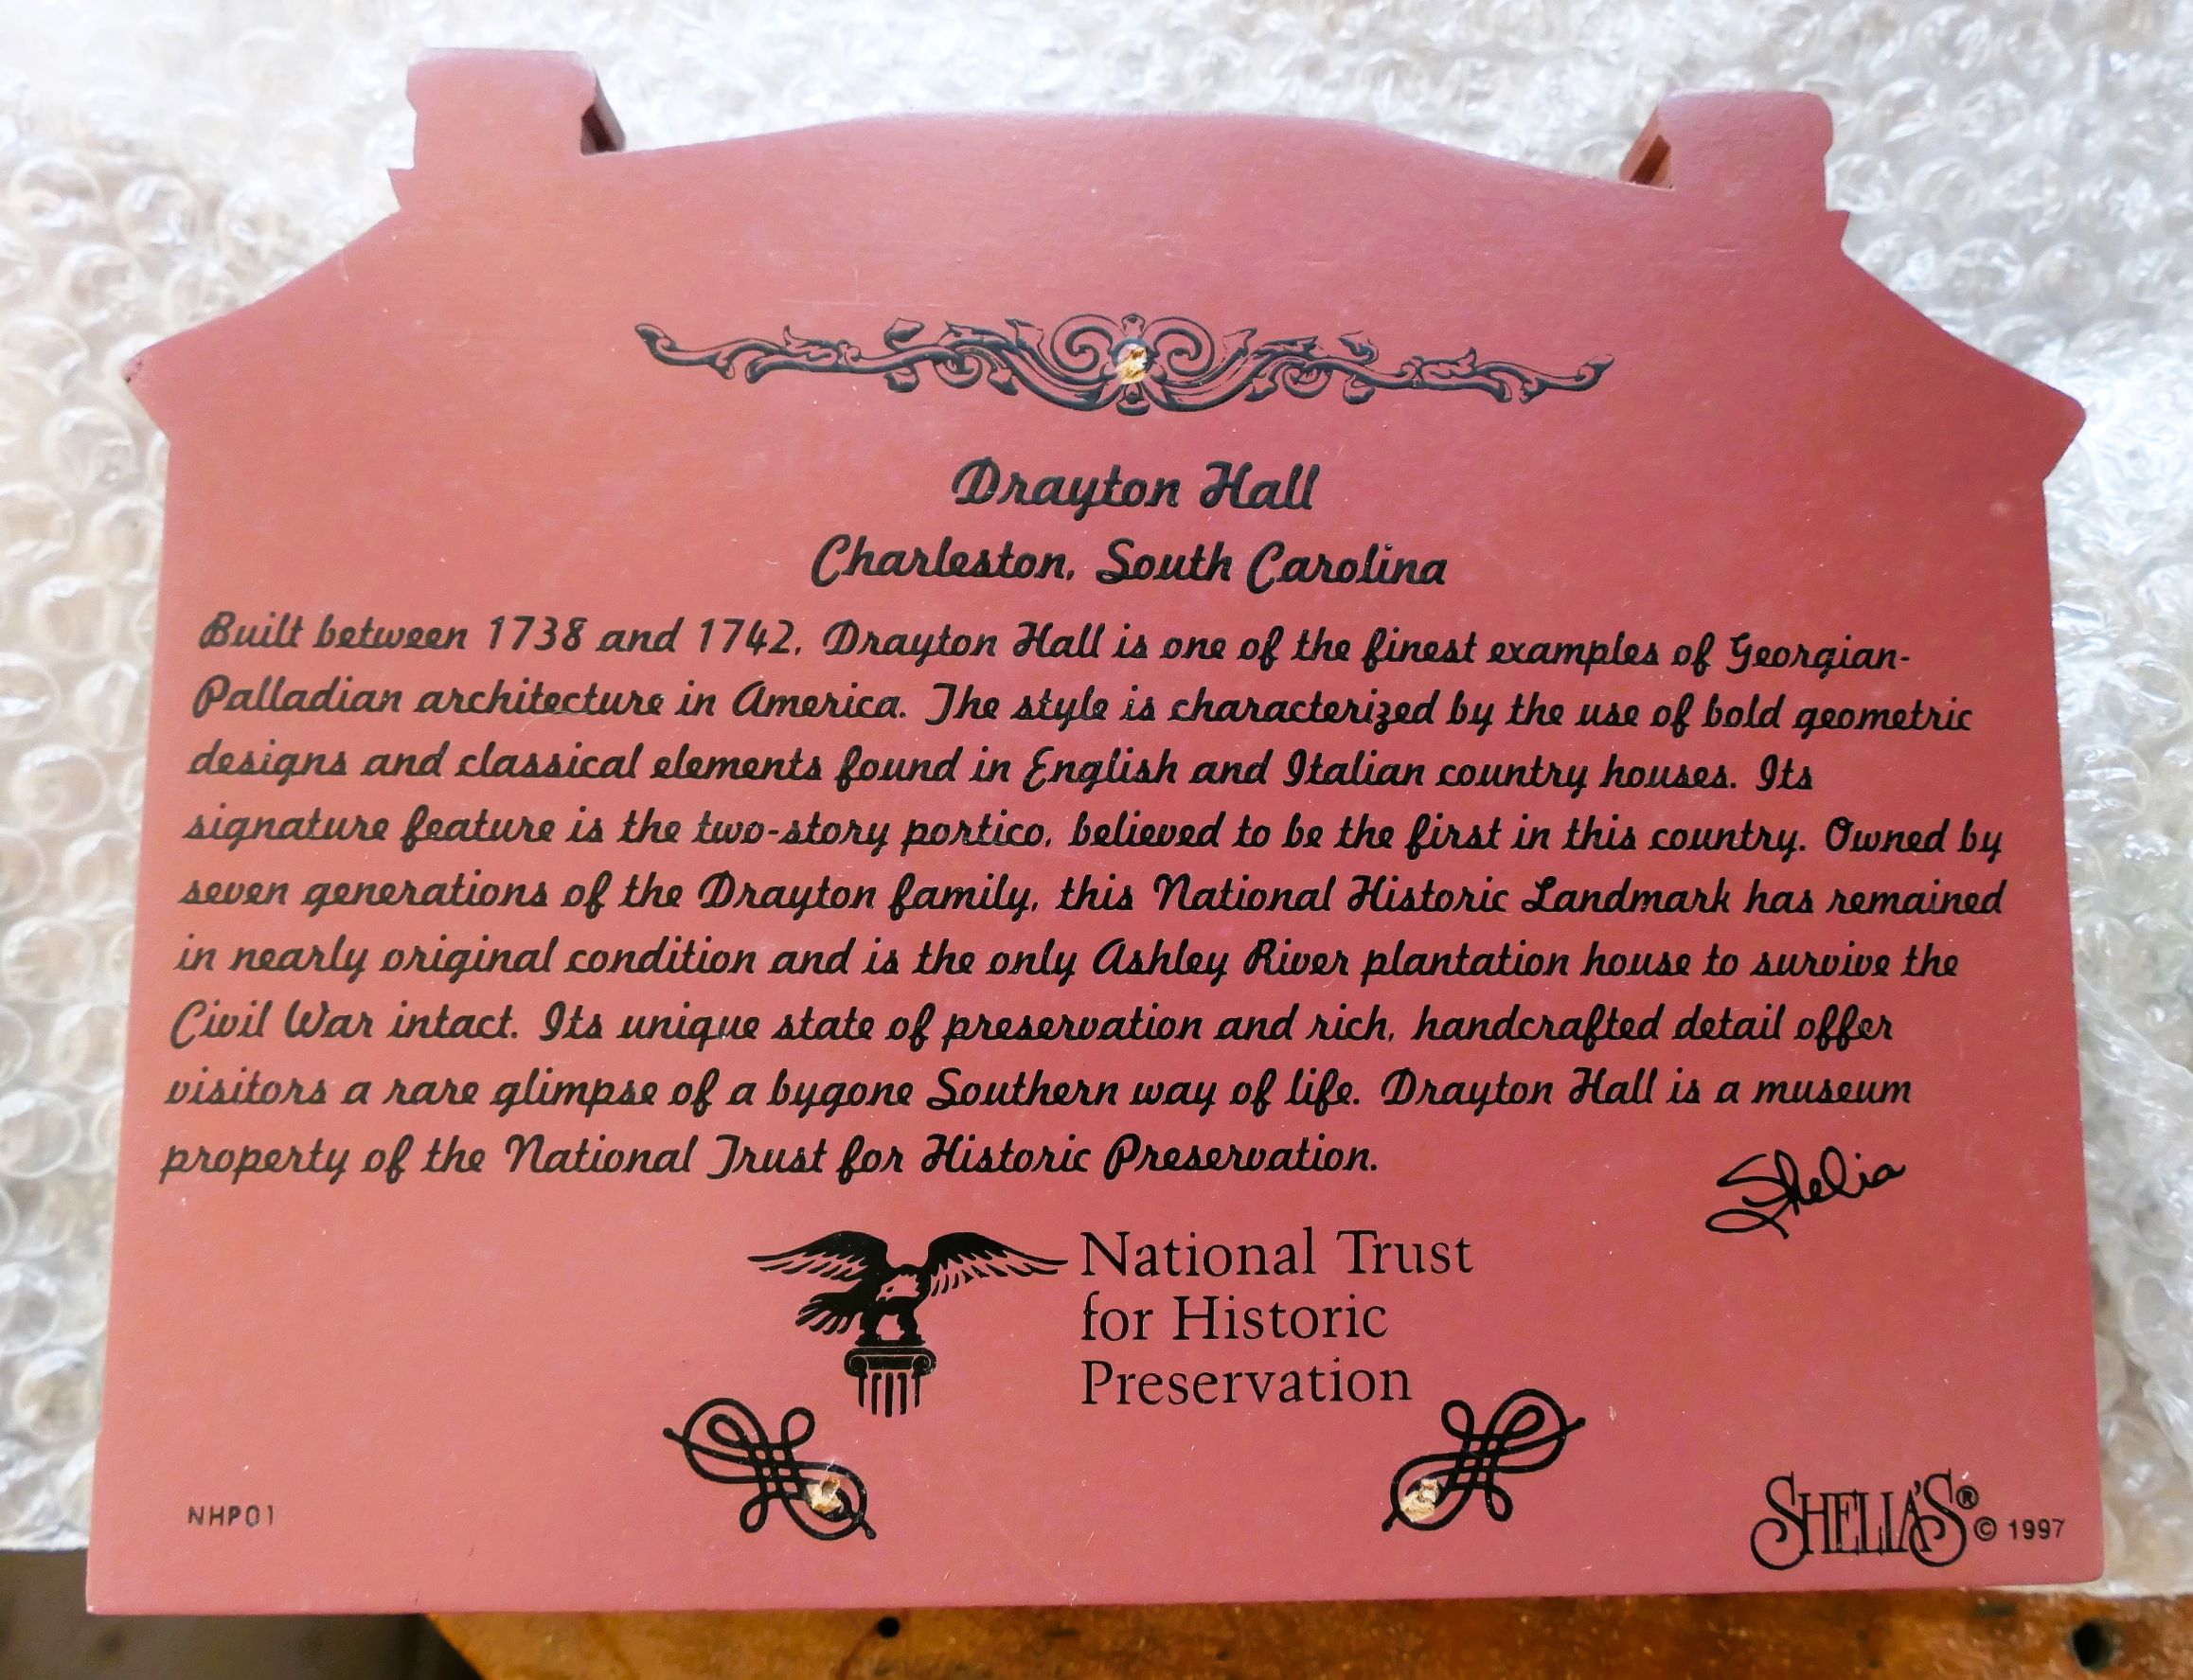 Drayton Hall
Charleston, South Carolina
Built between 1738 and 1742, Drayton Hall is one of the finest examples of Georgian-
Palladian architecture in America. The style is characterized by the use of bold geometric
designs and classical elements found in English and Italian country houses. Its
signature feature is the two-story portico, believed to be the first in this country. Owned by
seven generations of the Drayton family, this National Historic Landmark has remained
in nearly original condition and is the only Ashley River plantation house to survive the
Civil War intact. Its unique state of preservation and rich, handcrafted detail offer
visitors a rare glimpse of a bygone Southern way of life. Drayton Hall is a museum
property of the National Trust for Historic Preservation.
Shelia
National Trust
for Historic
Preservation
NHP01
SHELIA'S® © 1997